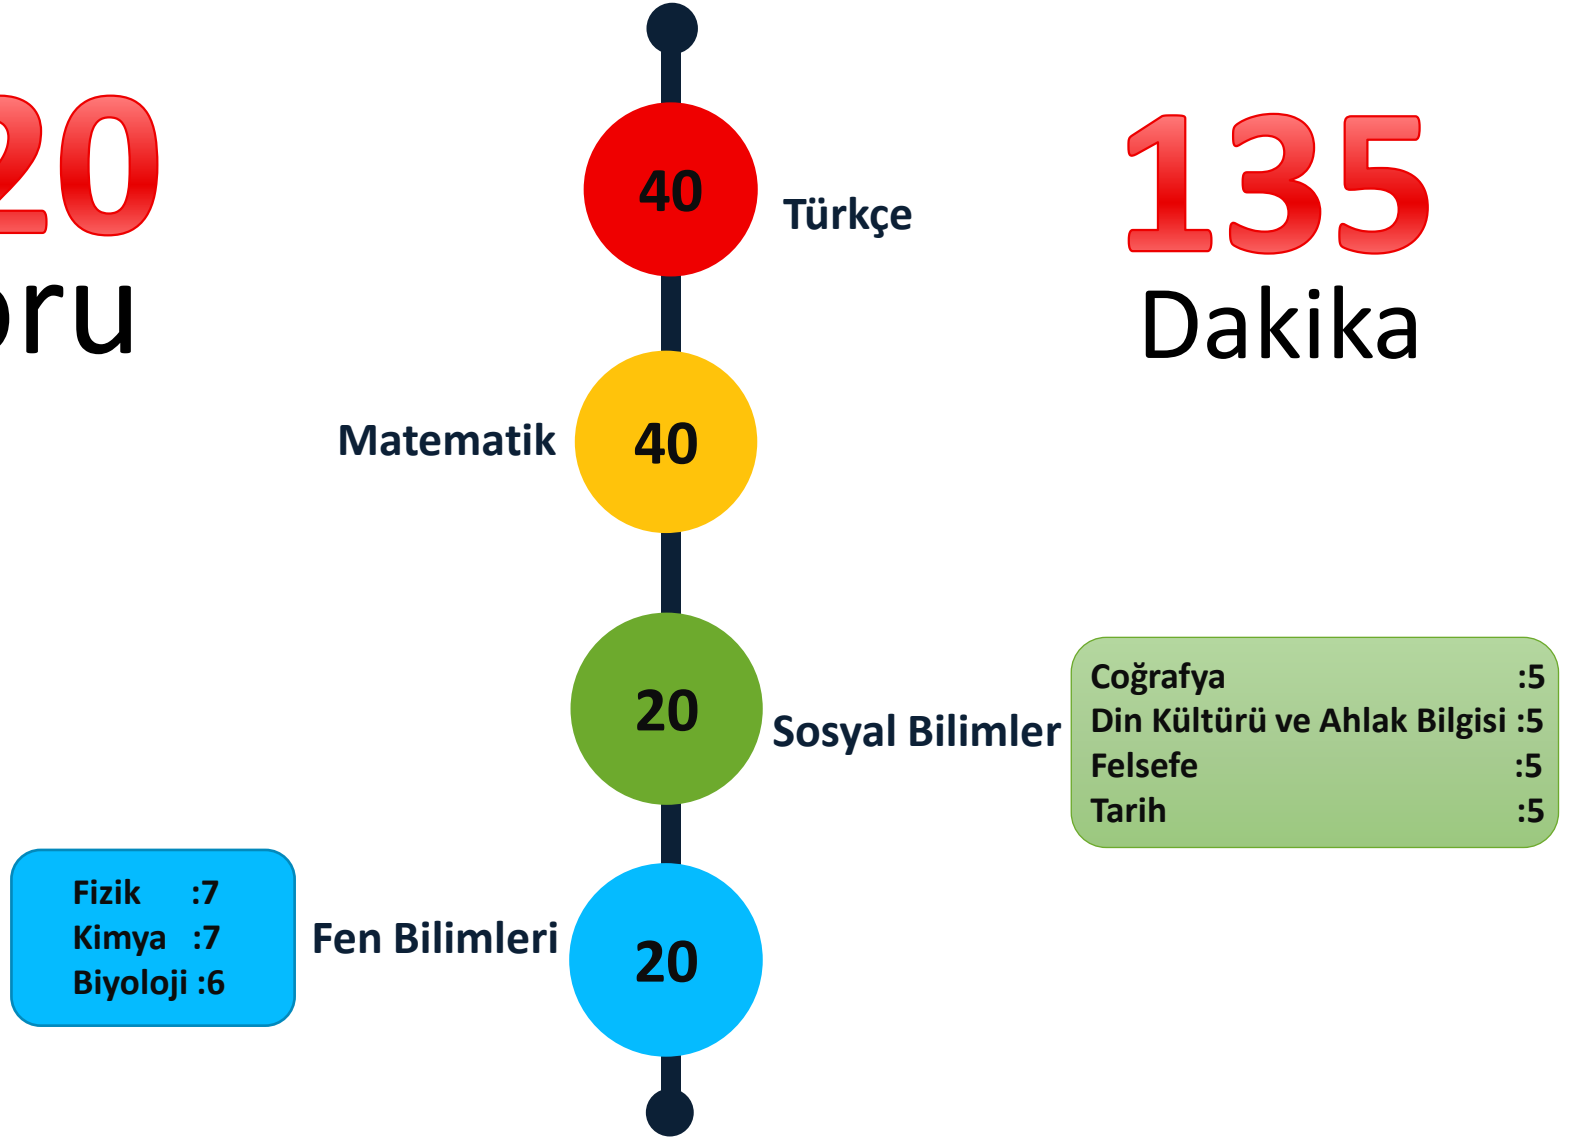 20
oru
135
Dakika
40
Türkçe
Matematik
40
20
Sosyal Bilimler
Coğrafya :5
Din Kültürü ve Ahlak Bilgisi :5
Felsefe :5
Tarih :5
Fizik :7
Kimya :7
Biyoloji :6
Fen Bilimleri
20